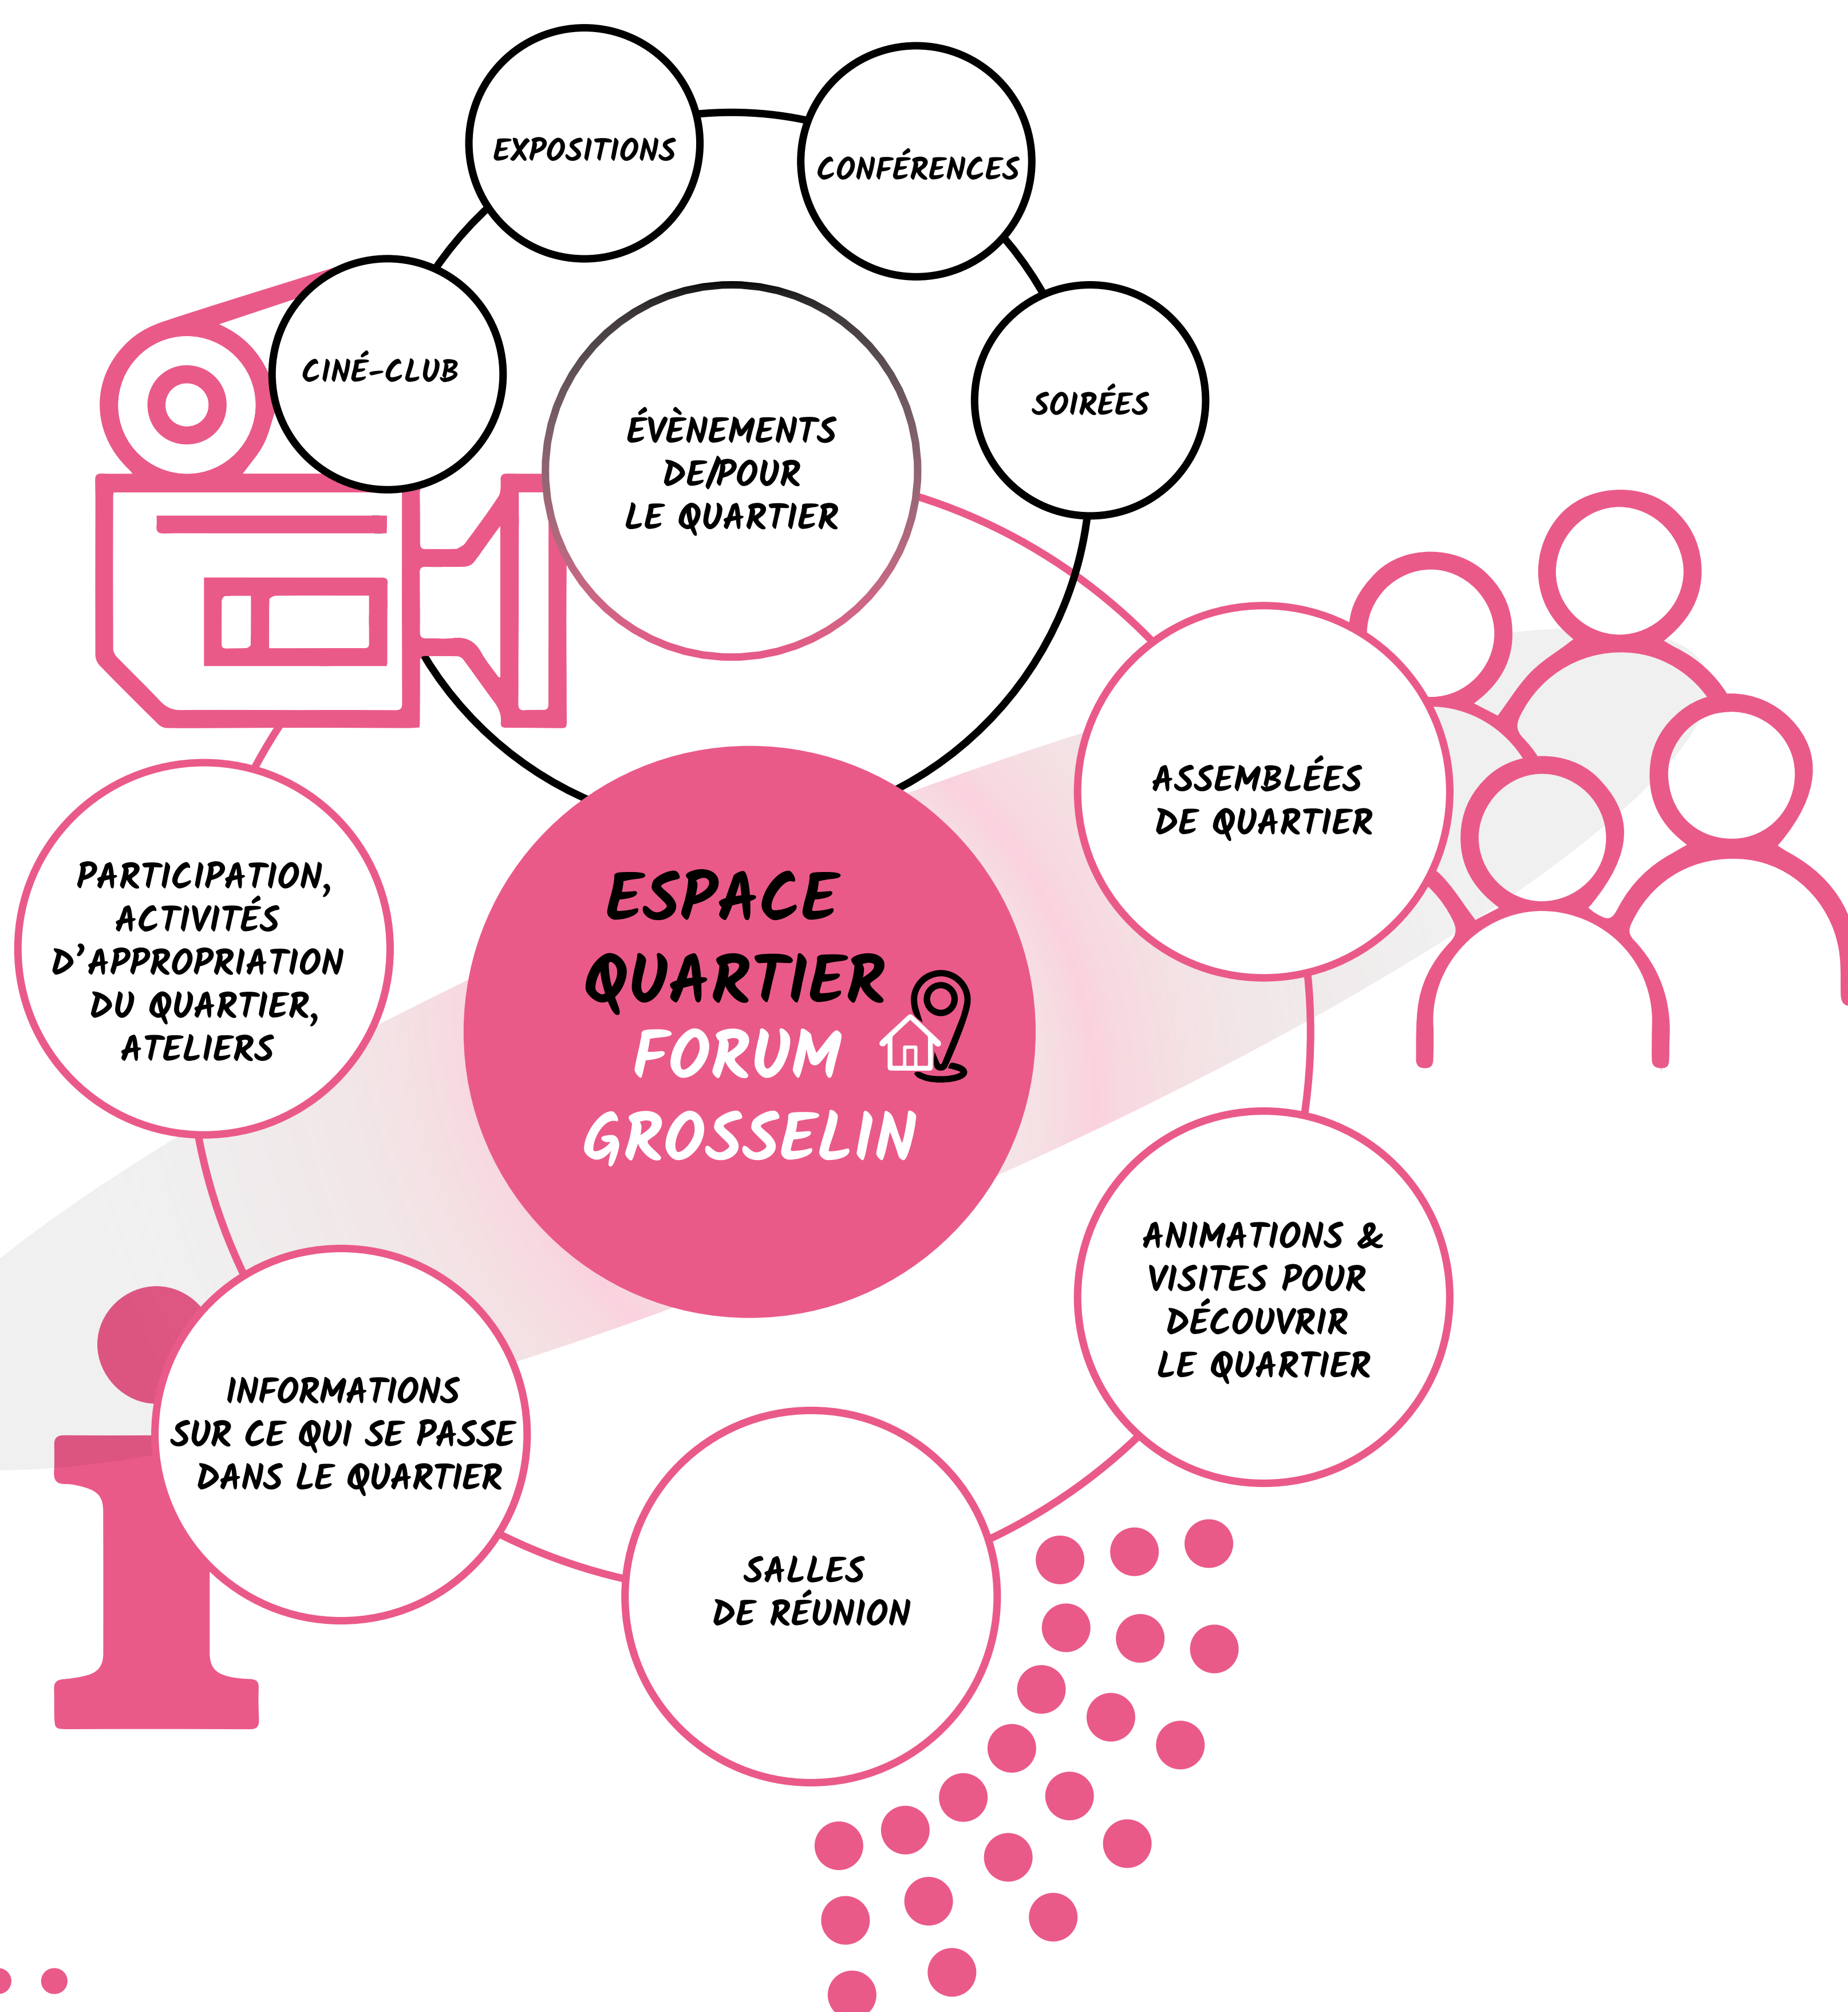 EXPOSITIONS
CONFÉRENCES
CINÉ-CLUB
SOIRÉES
ÉVÈNEMENTS
DE/POUR
LE QUARTIER
ASSEMBLÉES
DE QUARTIER
PARTICIPATION,
ACTIVITÉS
D'APPROPRIATION
DU QUARTIER,
ATELIERS
ESPACE
QUARTIER
FORUM
GROSSELIN
ANIMATIONS &
VISITES POUR
DÉCOUVRIR
LE QUARTIER
INFORMATIONS
SUR CE QUI SE PASSE
DANS LE QUARTIER
SALLES
DE RÉUNION